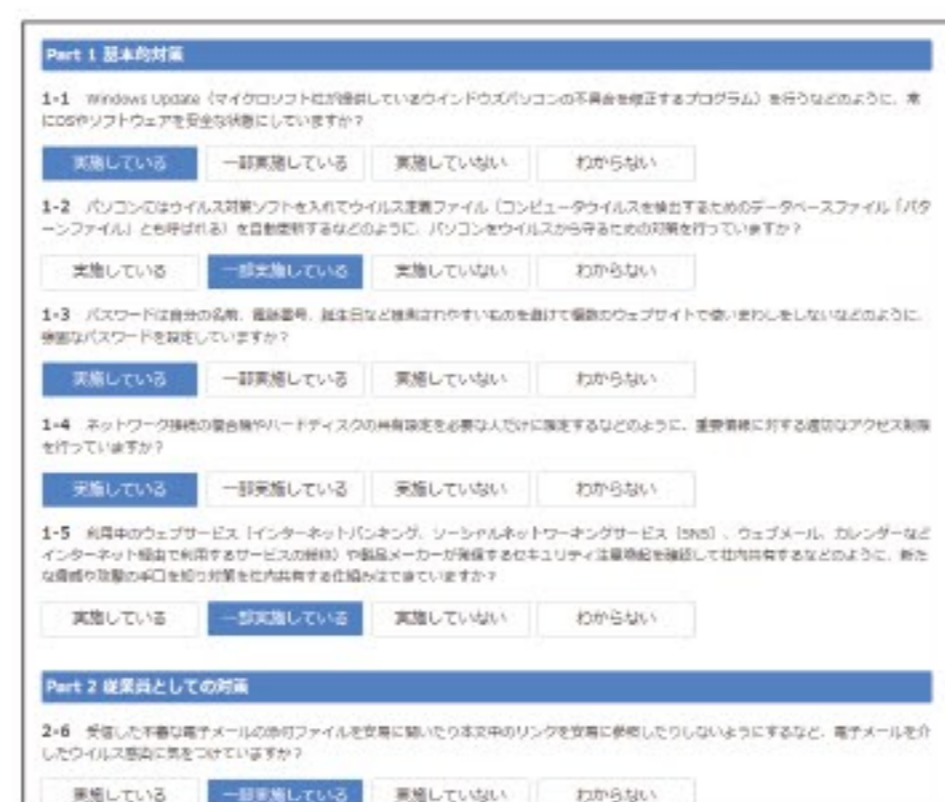 Part 1 基本的対策
1-1 Windows Update（マイクロソフト社が提供しているウインドウズパソコンの不具合を修正するプログラム）を行うなどのように、常
にOSやソフトウェアを安全な状態にしていますか？
実施している 一部実施している 実施していない わからない
1-2 パソコンにはウイルス対策ソフトを入れてウイルス定義ファイル（コンピュータウイルスを検出するためのデータベースファイル「パタ
ーンファイル」とも呼ばれる）を自動更新するなどのように、パソコンをウイルスから守るための対策を行っていますか？
実施している 一部実施している 実施していない わからない
1-3 パスワードは自分の名前、電話番号、誕生日など推測されやすいものを避けて複数のウェブサイトで使いまわしをしないなどのように、
強固なパスワードを設定していますか？
実施している 一部実施している 実施していない わからない
1-4 ネットワーク接続の複合機やハードディスクの共有設定を必要な人だけに限定するなどのように、重要情報に対する適切なアクセス制限
を行っていますか？
実施している 一部実施している 実施していない わからない
1-5 利用中のウェブサービス［インターネットバンキング、ソーシャルネットワーキングサービス［SNS］、ウェブメール、カレンダーなど
インターネット経由で利用するサービスの総称）や製品メーカーが発信するセキュリティ注意喚起を確認して社内共有するなどのように、新た
な脅威や攻撃の手口を知り対策を社内共有する仕組みはできていますか？
実施している 一部実施している 実施していない わからない
Part 2 従業員としての対策
2-6 受信した不審な電子メールの添付ファイルを安易に開いたり本文中のリンクを安易に参照したりしないようにするなど、電子メールを介
したウイルス感染に気をつけていますか？
実施している 一部実施している 実施していない わからない